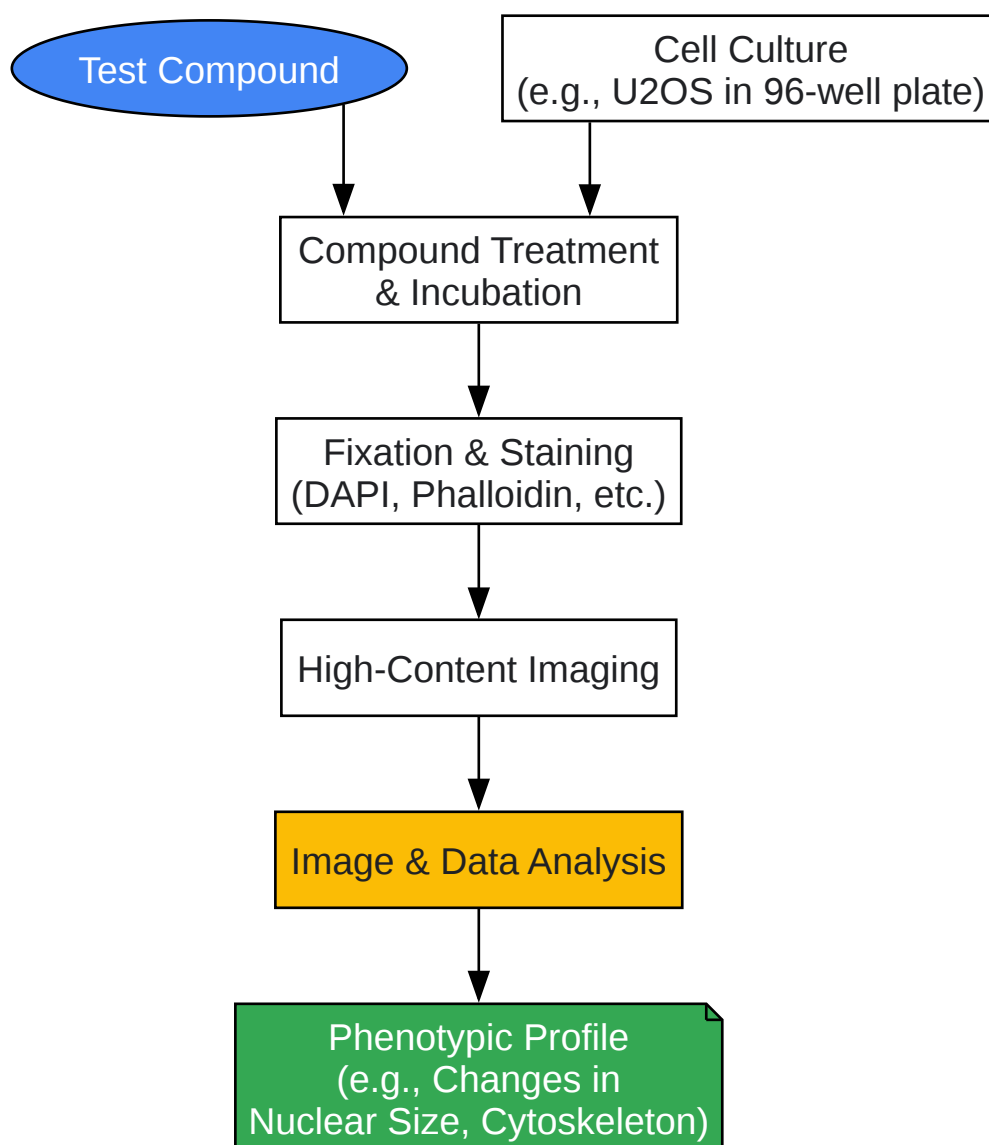 Test Compound
Cell Culture
(e.g., U2OS in 96-well plate)
Compound Treatment
& Incubation
Fixation & Staining
(DAPI, Phalloidin, etc.)
High-Content Imaging
Image & Data Analysis
Phenotypic Profile
(e.g., Changes in
Nuclear Size, Cytoskeleton)